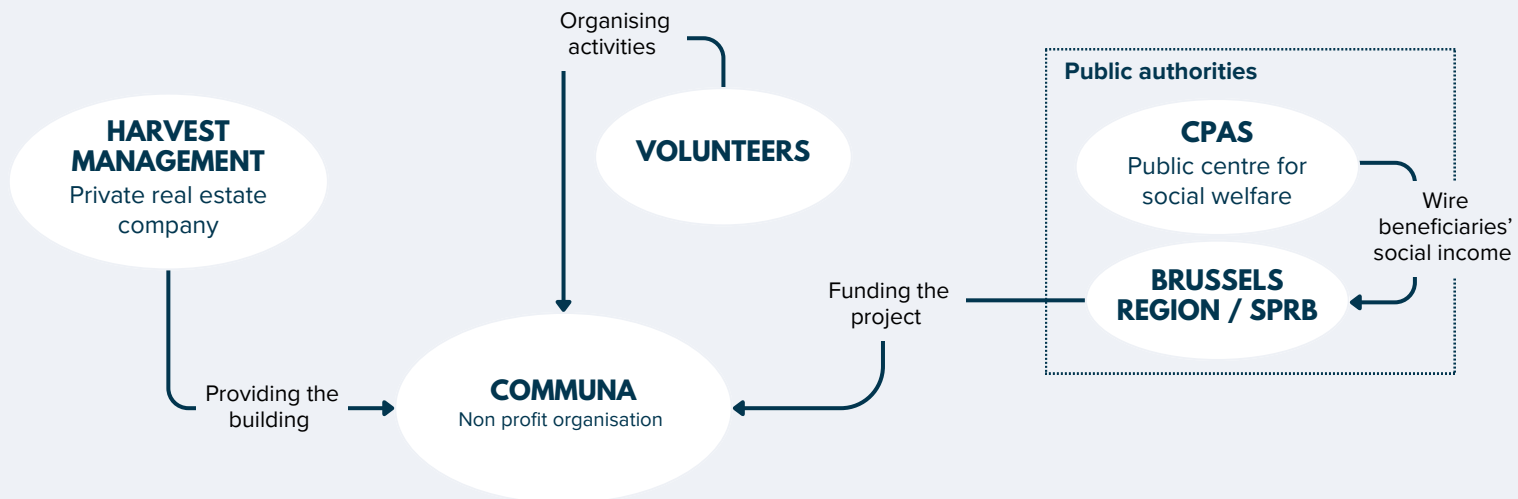 Organising
activities
Public authorities
HARVEST
MANAGEMENT
Private real estate
company
VOLUNTEERS
CPAS
Public centre for
social welfare
Wire
beneficiaries’
social income
BRUSSELS
REGION / SPRB
Funding the
project
Providing the
building
COMMUNA
Non profit organisation